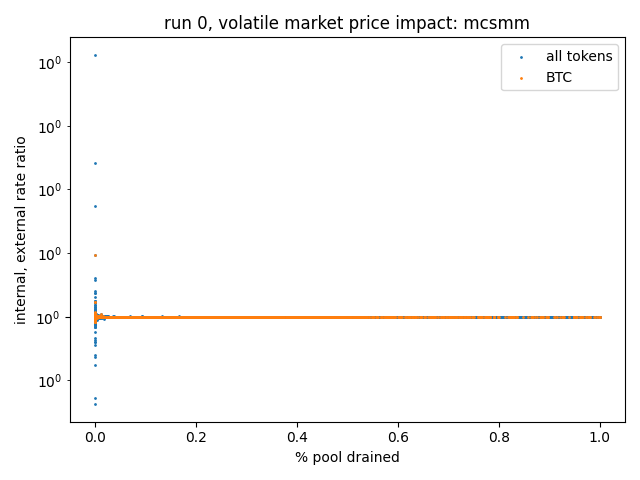 run 0, volatile market price impact: mcsmm
all tokens
BTC
10⁰
10⁰
10⁰
10⁰
10⁰
10⁰
internal, external rate ratio
0.0 0.2 0.4 0.6 0.8 1.0
% pool drained